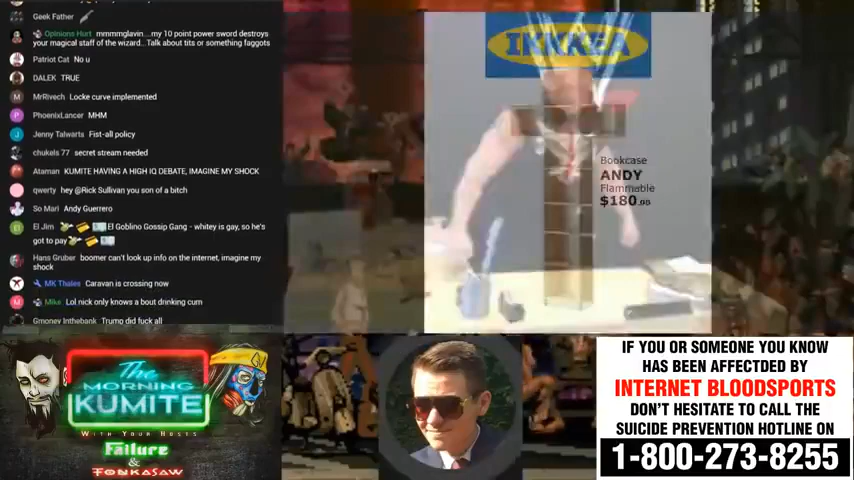 Geek Father
Opinions Hurt mmmmglavin....my 10 point power sword destroys
your magical staff of the wizard.. Talk about tits or something faggots
Patriot Cat No u
DALEK TRUE
MrRivech Locke curve implemented
PhoenixLancer MHM
Jenny Talwarts Fist-all policy
chukels 77 secret stream needed
Ataman KUMITE HAVING A HIGH IQ DEBATE, IMAGINE MY SHOCK
qwerty hey @Rick Sullivan you son of a bitch
So Mari Andy Guerrero
El Jim El Goblino Gossip Gang - whitey is gay, so he's
got to pay
Hans Gruber boomer can't look up info on the internet, imagine my
shock
MK Thales Caravan is crossing now
Mika Lol nick only knows a bout drinking cum
Gmoney Inthebank Trump did fuck all
IKKEA
Bookcase
ANDY
Flammable
$180.98
The
MORNING
KUMITE
WITH YOUR HOSTS
Failure
&
TONKASAW
IF YOU OR SOMEONE YOU KNOW
HAS BEEN AFFECTDED BY
INTERNET BLOODSPORTS
DON'T HESITATE TO CALL THE
SUICIDE PREVENTION HOTLINE ON
1-800-273-8255